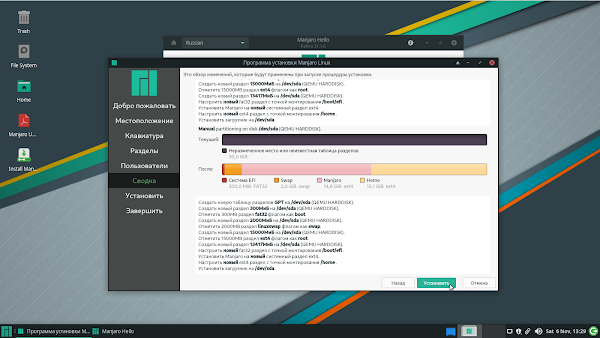 Trash
File System
Home
Manjaro U...
Install Man...
Manjaro Hello
Russian
Программа установки Manjaro Linux
Добро пожаловать
Местоположение
Клавиатура
Разделы
Пользователи
Сводка
Установить
Завершить
Это обзор изменений, которые будут применены при запуске процедуры установки.
Создать новый раздел 15000МиБ на /dev/sda (QEMU HARDDISK).
Отметить 15000MB раздел ext4 флагом как root.
Создать новый раздел 13417МиБ на /dev/sda (QEMU HARDDISK).
Настроить новый fat32 раздел с точкой монтирования /boot/efi.
Установить Manjaro на новый системный раздел ext4.
Настроить новый ext4 раздел с точкой монтирования /home.
Установить загрузчик на /dev/sda.
Manual partitioning on disk /dev/sda (QEMU HARDDISK).
Текущий:
Неразмеченное место или неизвестная таблица разделов
30,0 GB
После:
Система EFI
300,0 MiB FAT32
Swap
2,0 GiB swap
Manjaro
14,6 GiB ext4
Home
13,1 GiB ext4
Создать новую таблицу разделов GPT на /dev/sda (QEMU HARDDISK).
Создать новый раздел 300МиБ на /dev/sda (QEMU HARDDISK).
Отметить 300MB раздел fat32 флагом как boot.
Создать новый раздел 2000МиБ на /dev/sda (QEMU HARDDISK).
Отметить 2000MB раздел linuxswap флагом как swap.
Создать новый раздел 15000МиБ на /dev/sda (QEMU HARDDISK).
Отметить 15000MB раздел ext4 флагом как root.
Создать новый раздел 13417МиБ на /dev/sda (QEMU HARDDISK).
Настроить новый fat32 раздел с точкой монтирования /boot/efi.
Установить Manjaro на новый системный раздел ext4.
Настроить новый ext4 раздел с точкой монтирования /home.
Установить загрузчик на /dev/sda.
Назад
Установить
Отмена
Программа установки M...
Manjaro Hello
Sat 6 Nov, 13:29